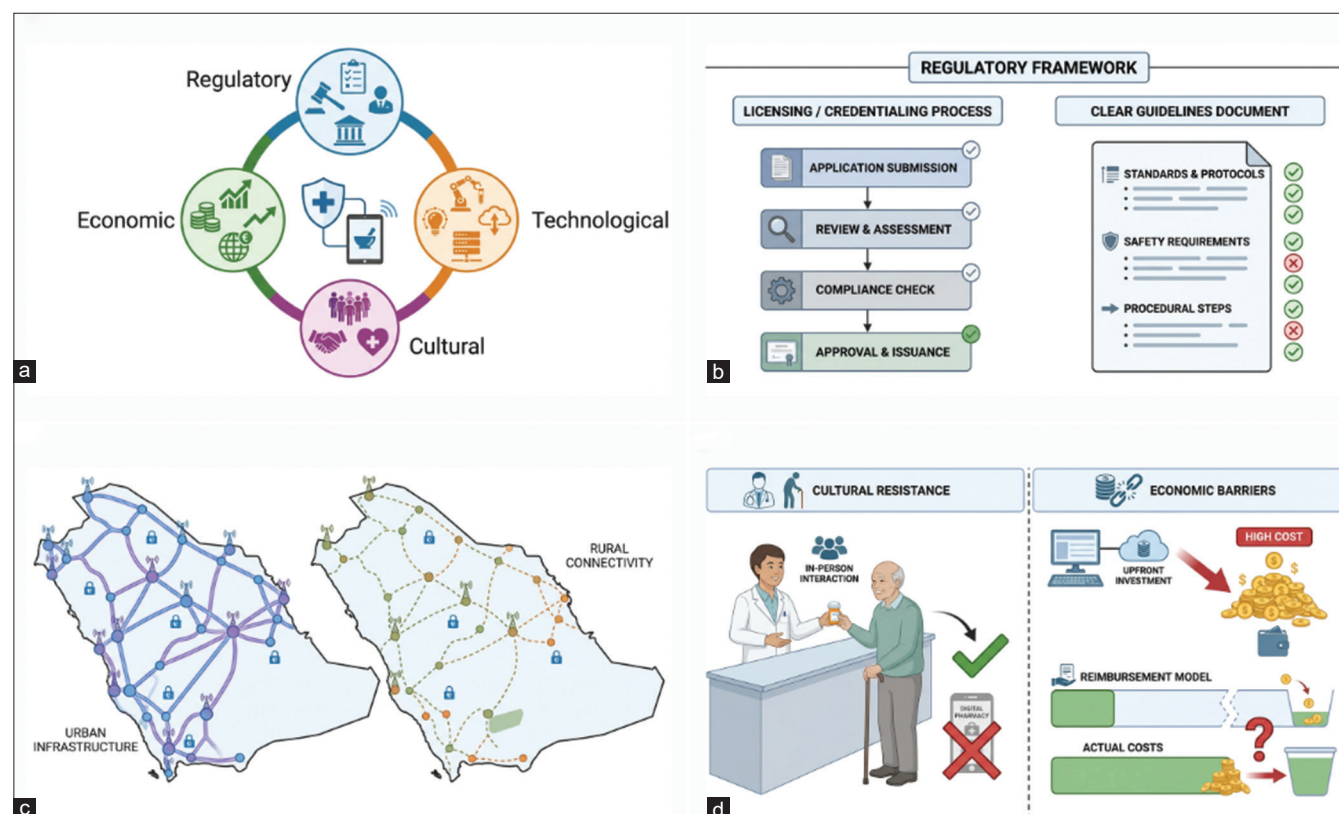 Regulatory
Economic
Technological
Cultural
a
REGULATORY FRAMEWORK
LICENSING / CREDENTIALING PROCESS
APPLICATION SUBMISSION
REVIEW & ASSESSMENT
COMPLIANCE CHECK
APPROVAL & ISSUANCE
CLEAR GUIDELINES DOCUMENT
STANDARDS & PROTOCOLS
SAFETY REQUIREMENTS
PROCEDURAL STEPS
b
URBAN
INFRASTRUCTURE
RURAL
CONNECTIVITY
c
CULTURAL RESISTANCE
IN-PERSON
INTERACTION
DIGITAL
PHARMACY
ECONOMIC BARRIERS
UPFRONT
INVESTMENT
HIGH COST
REIMBURSEMENT MODEL
ACTUAL COSTS
?
d